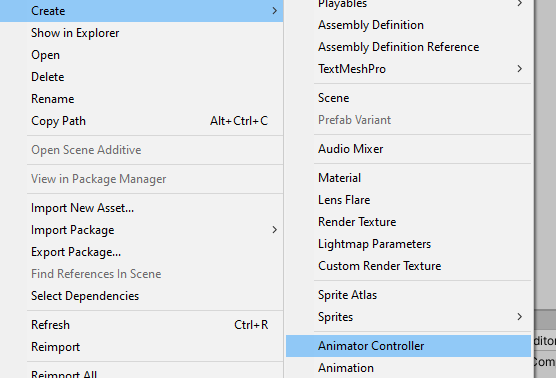 Create
Show in Explorer
Open
Delete
Rename
Copy Path Alt+Ctrl+C
Open Scene Additive
View in Package Manager
Import New Asset...
Import Package
Export Package...
Find References In Scene
Select Dependencies
Refresh Ctrl+R
Reimport
Reimport All
Playables
Assembly Definition
Assembly Definition Reference
TextMeshPro
Scene
Prefab Variant
Audio Mixer
Material
Lens Flare
Render Texture
Lightmap Parameters
Custom Render Texture
Sprite Atlas
Sprites
Animator Controller
Animation
ditor
Com